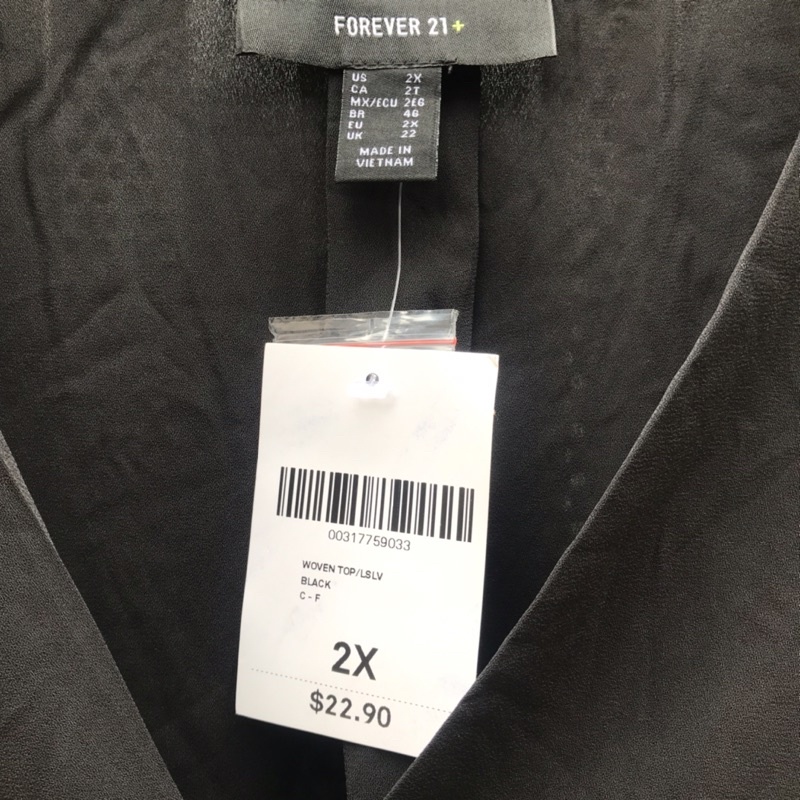 FOREVER 21+
US 2X
CA 2T
MX/ECU 2EG
BR 46
EU 2X
UK 22
MADE IN
VIETNAM
00317759033
WOVEN TOP/LSLV
BLACK
C - F
2X
$22.90